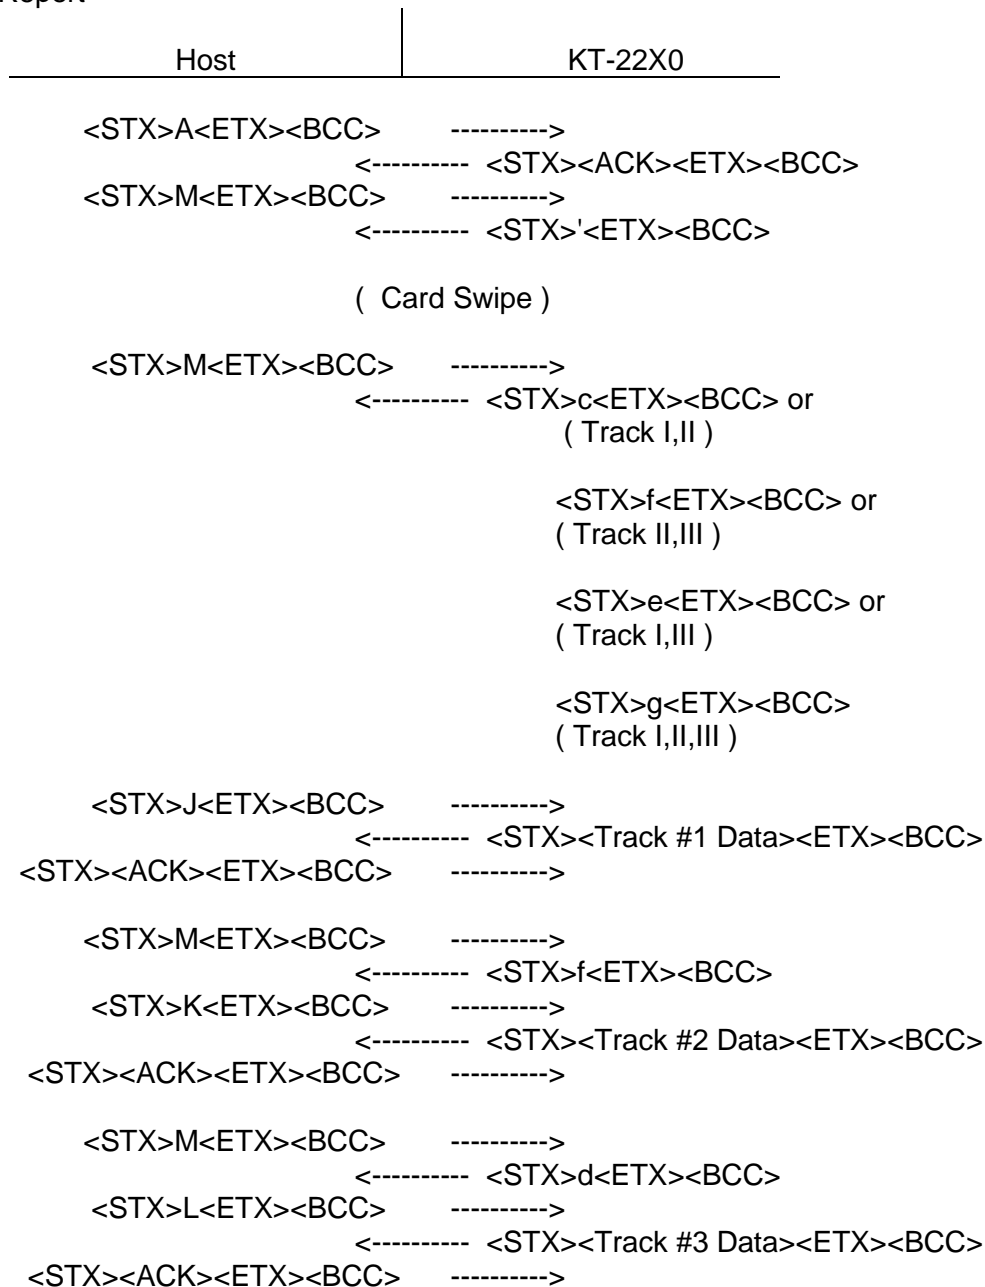 Report
Host KT-22X0
<STX>A<ETX><BCC> ---------->
<---------- <STX><ACK><ETX><BCC>
<STX>M<ETX><BCC> ---------->
<---------- <STX>'<ETX><BCC>
( Card Swipe )
<STX>M<ETX><BCC> ---------->
<---------- <STX>c<ETX><BCC> or
( Track I,II )
<STX>f<ETX><BCC> or
( Track II,III )
<STX>e<ETX><BCC> or
( Track I,III )
<STX>g<ETX><BCC>
( Track I,II,III )
<STX>J<ETX><BCC> ---------->
<---------- <STX><Track #1 Data><ETX><BCC>
<STX><ACK><ETX><BCC> ---------->
<STX>M<ETX><BCC> ---------->
<---------- <STX>f<ETX><BCC>
<STX>K<ETX><BCC> ---------->
<---------- <STX><Track #2 Data><ETX><BCC>
<STX><ACK><ETX><BCC> ---------->
<STX>M<ETX><BCC> ---------->
<---------- <STX>d<ETX><BCC>
<STX>L<ETX><BCC> ---------->
<---------- <STX><Track #3 Data><ETX><BCC>
<STX><ACK><ETX><BCC> ---------->